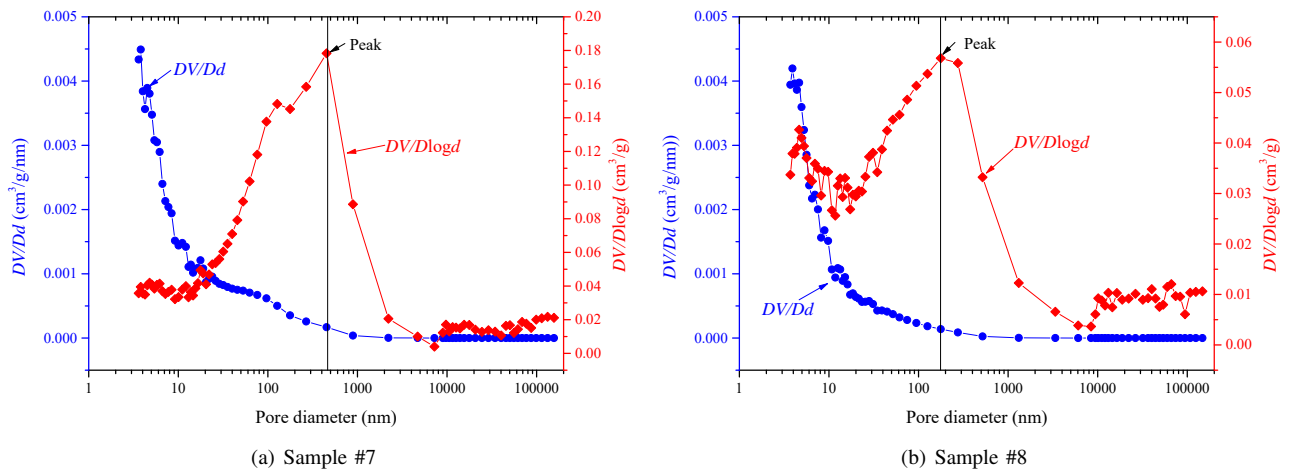 0.005
0.004
0.003
0.002
0.001
0.000
DV/Dd (cm³/g/nm)
0.20
0.18
0.16
0.14
0.12
0.10
0.08
0.06
0.04
0.02
0.00
DV/Dlogd (cm³/g)
Peak
DV/Dd
DV/Dlogd
1 10 100 1000 10000 100000
Pore diameter (nm)
(a) Sample #7
0.005
0.004
0.003
0.002
0.001
0.000
DV/Dd (cm³/g/nm))
0.06
0.05
0.04
0.03
0.02
0.01
0.00
DV/Dlogd (cm³/g)
Peak
DV/Dlogd
DV/Dd
1 10 100 1000 10000 100000
Pore diameter (nm)
(b) Sample #8